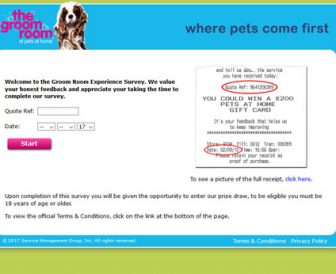 the groom room
at pets at home
where pets come first
Welcome to the Groom Room Experience Survey. We value
your honest feedback and appreciate your taking the time to
complete our survey.
Quote Ref:
Date: -- -- 17
Start
and tell us about the service
you have received today.
Quote Ref:
YOU COULD WIN A £200
PETS AT HOME
GIFT CARD
It's your feedback that helps us
to keep improving
Store: Till: 0012 Tran:
Date: 02/09/ Time: 16:56 Oper:
Please retain your receipt as
proof of purchase.
To see a picture of the full receipt, click here.
Upon completion of this survey you will be given the opportunity to enter our prize draw, to be eligible you must be
18 years of age or older.
To view the official Terms & Conditions, click on the link at the bottom of the page.
© 2017 Service Management Group, Inc. All rights reserved. Terms & Conditions Privacy Policy